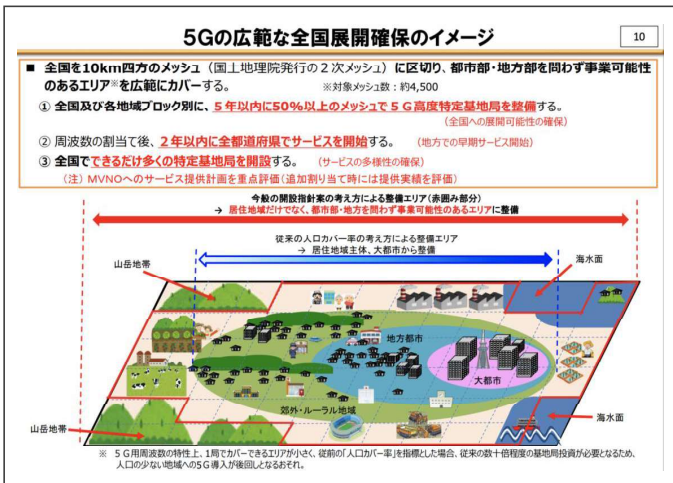 5Gの広範な全国展開確保のイメージ
10
■ 全国を10km四方のメッシュ（国土地理院発行の２次メッシュ）に区切り、都市部・地方部を問わず事業可能性
のあるエリア※を広範にカバーする。 ※対象メッシュ数：約4,500
① 全国及び各地域ブロック別に、５年以内に50％以上のメッシュで５Ｇ高度特定基地局を整備する。
（全国への展開可能性の確保）
② 周波数の割当て後、２年以内に全都道府県でサービスを開始する。（地方での早期サービス開始）
③ 全国でできるだけ多くの特定基地局を開設する。（サービスの多様性の確保）
（注）MVNOへのサービス提供計画を重点評価（追加割り当て時には提供実績を評価）
今般の開設指針案の考え方による整備エリア（赤囲み部分）
→ 居住地域だけでなく、都市部・地方を問わず事業可能性のあるエリアに整備
従来の人口カバー率の考え方による整備エリア
→ 居住地域主体、大都市から整備
山岳地帯
海水面
地方都市
大都市
郊外・ルーラル地域
山岳地帯
海水面
※ ５Ｇ用周波数の特性上、１局でカバーできるエリアが小さく、従前の「人口カバー率」を指標とした場合、従来の数十倍程度の基地局投資が必要となるため、
人口の少ない地域への５Ｇ導入が後回しとなるおそれ。